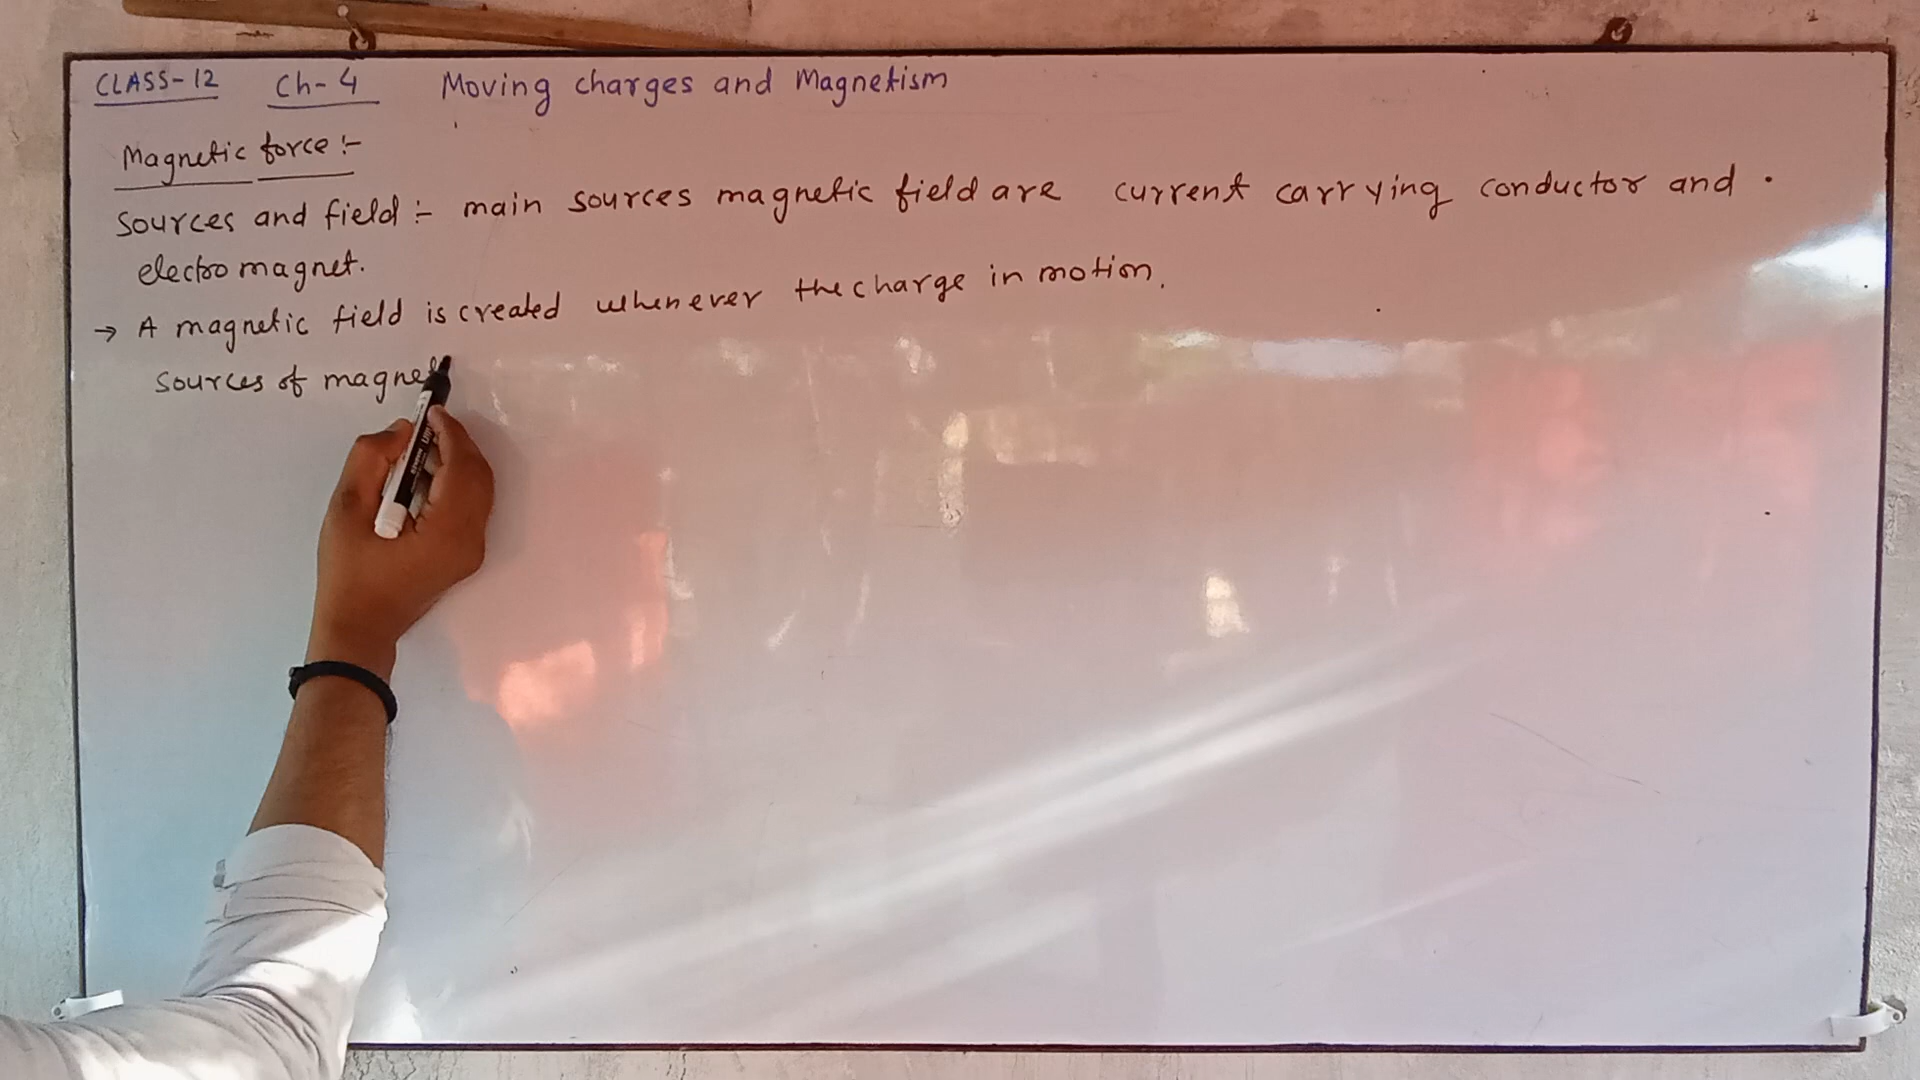 CLASS-12 Ch-4 Moving charges and Magnetism
Magnetic force :-
Sources and field :- main sources magnetic field are current carrying conductor and
electro magnet.
→ A magnetic field is created whenever the charge in motion.
Sources of magnet